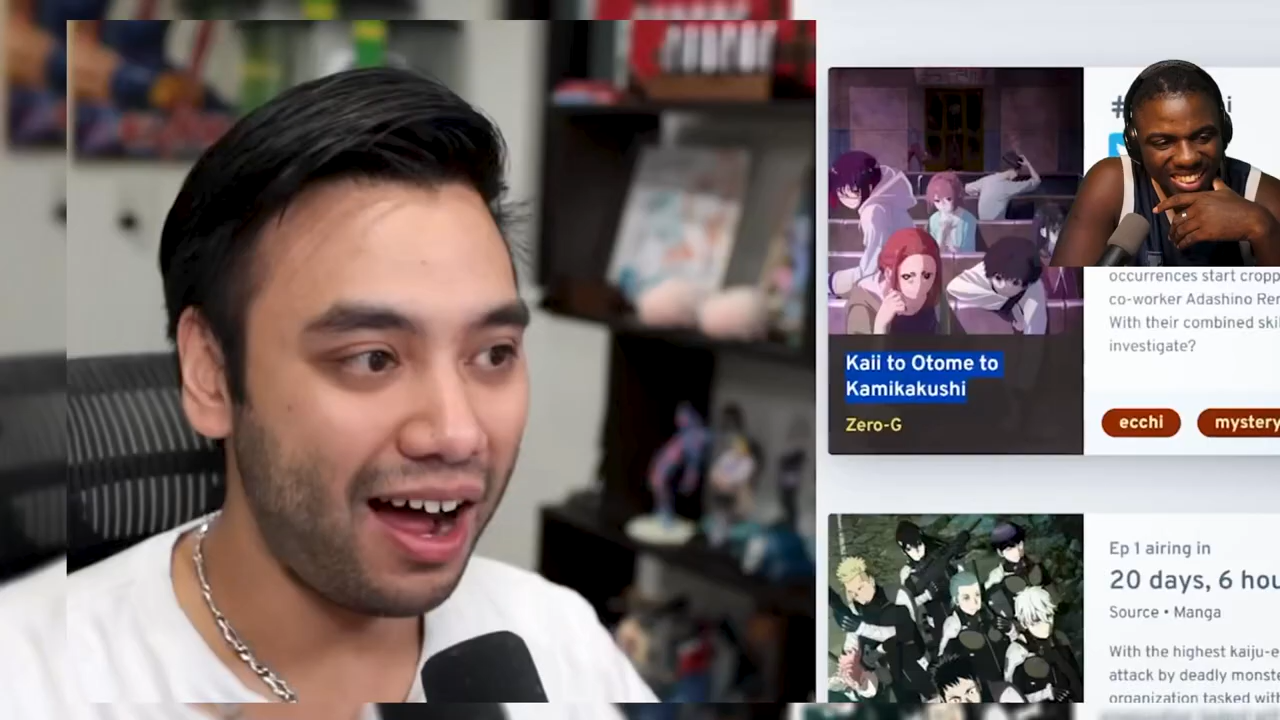 #
i
occurrences start cropp
co-worker Adashino Ren
With their combined ski
investigate?
Kaii to Otome to
Kamikakushi
Zero-G
ecchi
mystery
Ep 1 airing in
20 days, 6 hou
Source • Manga
With the highest kaiju-e
attack by deadly monste
organization tasked with